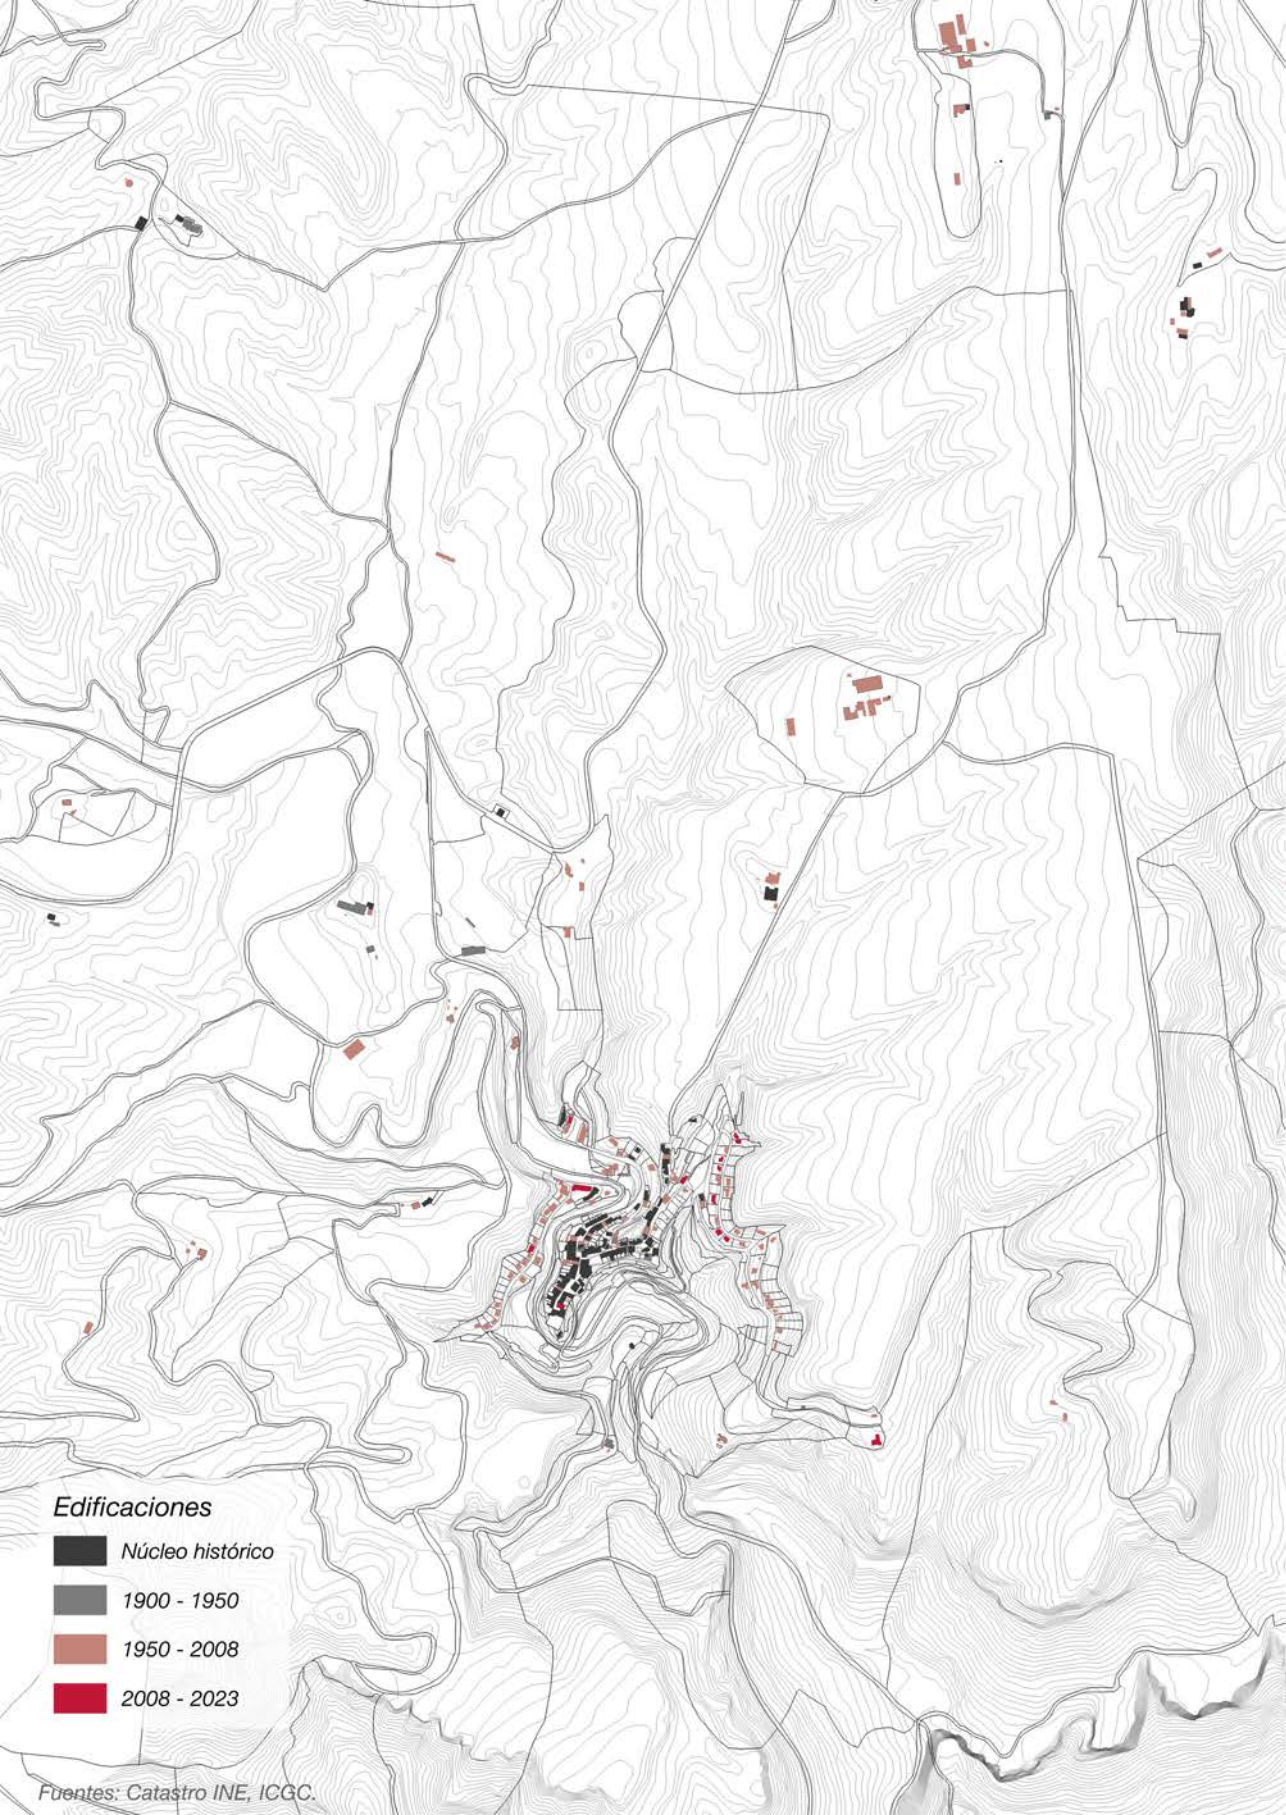 Edificaciones
Núcleo histórico
1900 - 1950
1950 - 2008
2008 - 2023
Fuentes: Catastro INE, ICGC.